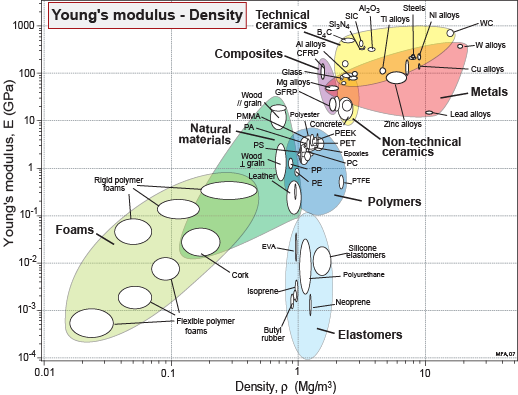 Young's modulus - Density
Technical
ceramics
B₄C
Si₃N₄
SiC
Al₂O₃
Ti alloys
Steels
Ni alloys
WC
W alloys
Cu alloys
Metals
Lead alloys
Zinc alloys
Composites
Al alloys
CFRP
Glass
Mg alloys
GFRP
Non-technical
ceramics
Concrete
Wood
// grain
Polyester
PMMA
PA
PEEK
PET
Natural
materials
PS
Epoxies
PC
Wood
⊥ grain
PP
Leather
PE
PTFE
Polymers
Rigid polymer
foams
Foams
Cork
EVA
Silicone
elastomers
Polyurethane
Isoprene
Neoprene
Butyl
rubber
Elastomers
Flexible polymer
foams
MFA, 07
Young's modulus, E (GPa)
1000
100
10
1
10⁻¹
10⁻²
10⁻³
10⁻⁴
0.01
0.1
1
10
Density, ρ (Mg/m³)